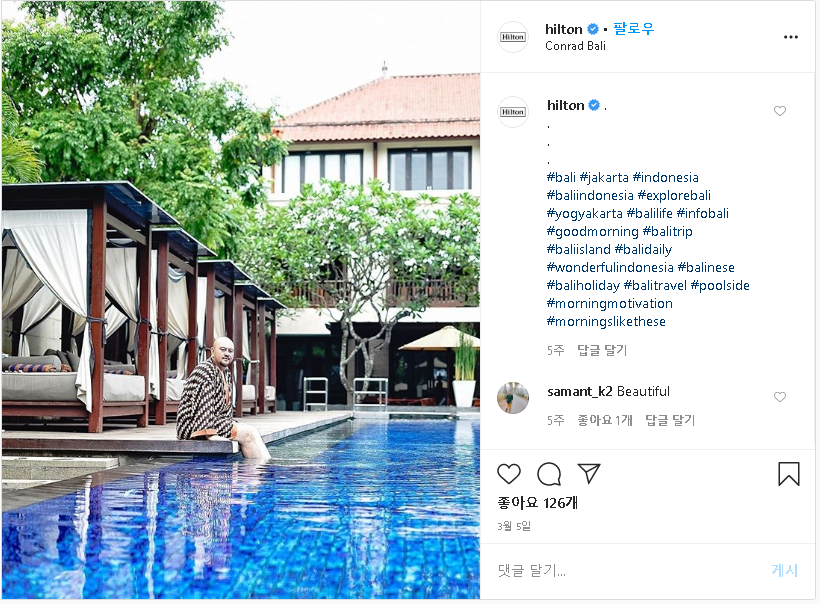 Hilton
hilton • 팔로우
Conrad Bali
Hilton
hilton .
.
.
.
#bali #jakarta #indonesia
#baliindonesia #explorebali
#yogyakarta #balilife #infobali
#goodmorning #balitrip
#baliisland #balidaily
#wonderfulindonesia #balinese
#baliholiday #balitravel #poolside
#morningmotivation
#morningslikethese
5주 답글 달기
samant_k2 Beautiful
5주 좋아요 1개 답글 달기
좋아요 126개
3월 5일
댓글 달기...
게시